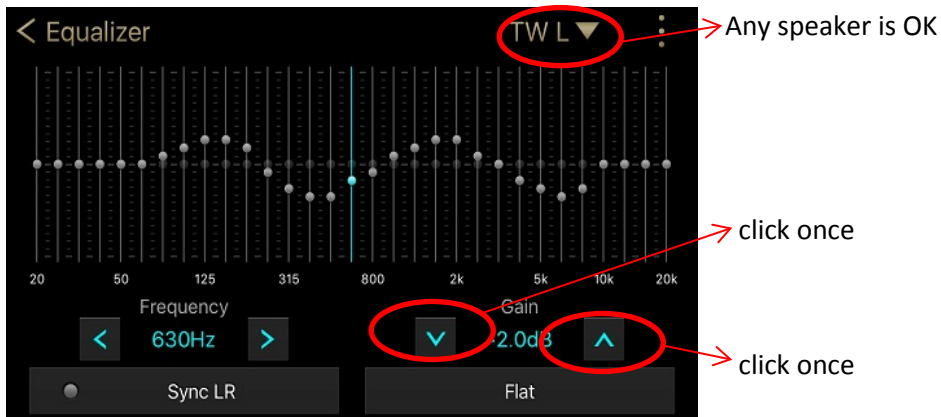 Equalizer
TW L
Any speaker is OK
click once
20 50 125 315 800 2k 5k 10k 20k
Frequency
Gain
630Hz
-2.0dB
click once
Sync LR
Flat